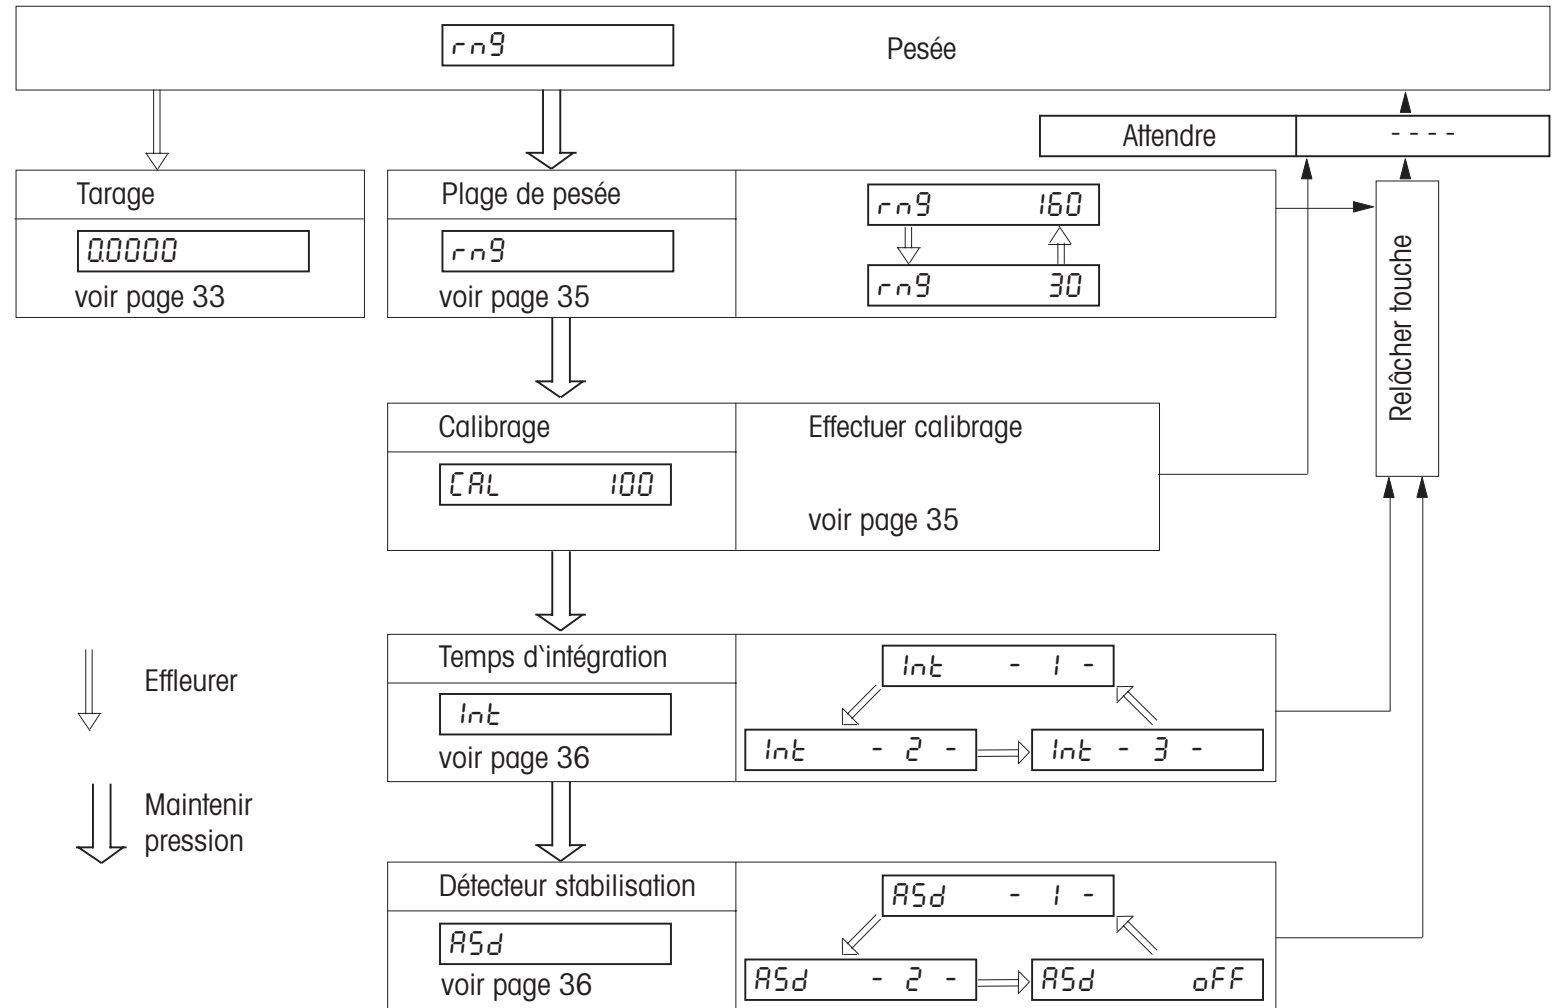 rng
Pesée
Attendre
- - - -
Tarage
0.0000
voir page 33
Plage de pesée
rng
voir page 35
rng 160
rng 30
Relâcher touche
Calibrage
CAL 100
Effectuer calibrage
voir page 35
Temps d`intégration
Int
voir page 36
Int - 1 -
Int - 2 -
Int - 3 -
Effleurer
Maintenir
pression
Détecteur stabilisation
ASd
voir page 36
ASd - 1 -
ASd - 2 -
ASd oFF